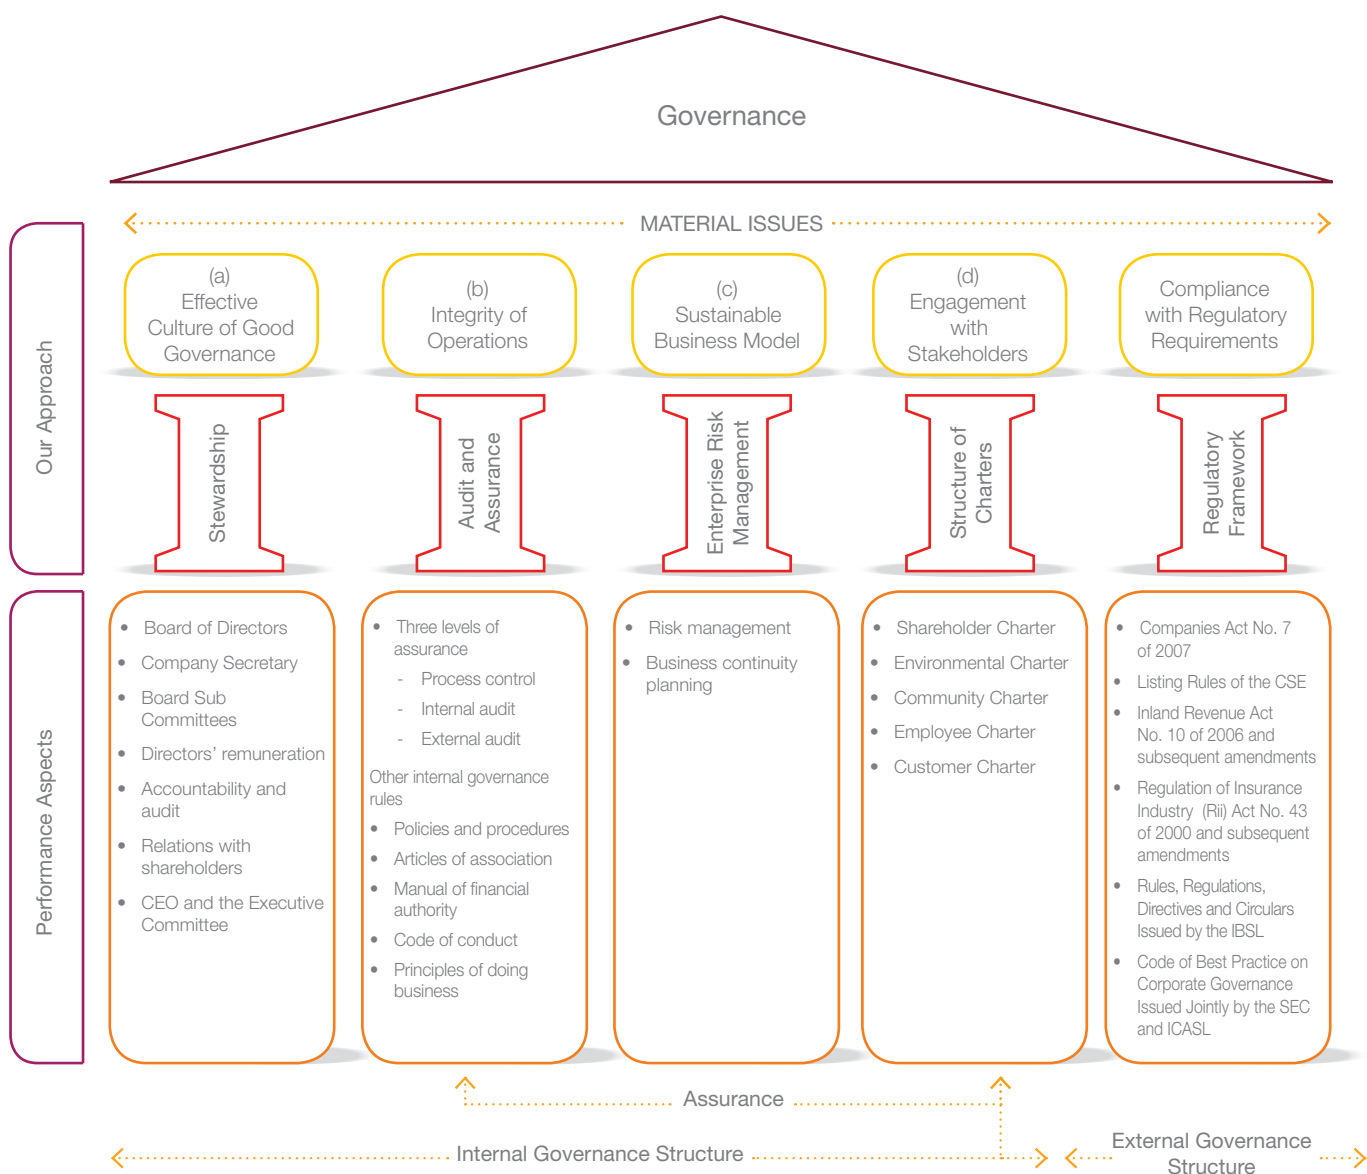 Governance
MATERIAL ISSUES
Our Approach
(a)
Effective
Culture of Good
Governance
(b)
Integrity of
Operations
(c)
Sustainable
Business Model
(d)
Engagement
with
Stakeholders
Compliance
with Regulatory
Requirements
Stewardship
Audit and
Assurance
Enterprise Risk
Management
Structure of
Charters
Regulatory
Framework
Performance Aspects
• Board of Directors
• Company Secretary
• Board Sub
Committees
• Directors’ remuneration
• Accountability and
audit
• Relations with
shareholders
• CEO and the Executive
Committee
• Three levels of
assurance
- Process control
- Internal audit
- External audit
Other internal governance
rules
• Policies and procedures
• Articles of association
• Manual of financial
authority
• Code of conduct
• Principles of doing
business
• Risk management
• Business continuity
planning
• Shareholder Charter
• Environmental Charter
• Community Charter
• Employee Charter
• Customer Charter
• Companies Act No. 7
of 2007
• Listing Rules of the CSE
• Inland Revenue Act
No. 10 of 2006 and
subsequent amendments
• Regulation of Insurance
Industry (Rii) Act No. 43
of 2000 and subsequent
amendments
• Rules, Regulations,
Directives and Circulars
Issued by the IBSL
• Code of Best Practice on
Corporate Governance
Issued Jointly by the SEC
and ICASL
Assurance
Internal Governance Structure
External Governance
Structure